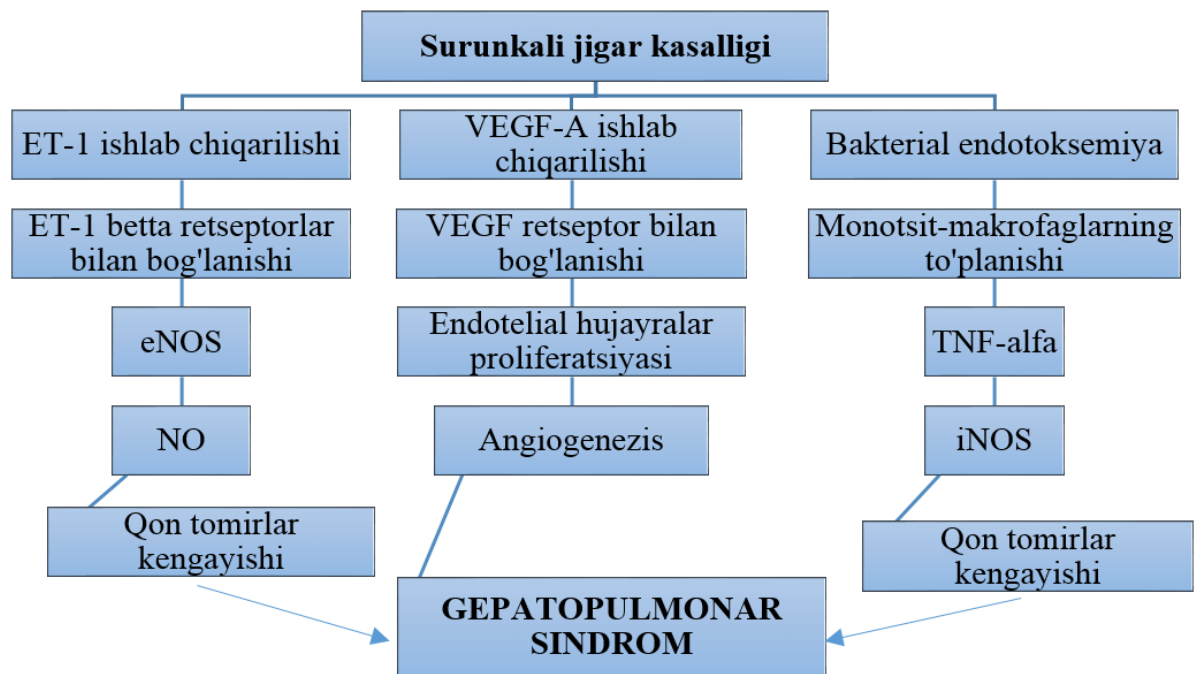 Surunkali jigar kasalligi
ET-1 ishlab chiqarilishi
VEGF-A ishlab
chiqarilishi
Bakterial endotoksemiya
ET-1 betta retseptorlar
bilan bog'lanishi
VEGF retseptor bilan
bog'lanishi
Monotsit-makrofaglarning
to'planishi
eNOS
Endotelial hujayralar
proliferatsiyasi
TNF-alfa
NO
Angiogenezis
iNOS
Qon tomirlar
kengayishi
Qon tomirlar
kengayishi
GEPATOPULMONAR
SINDROM